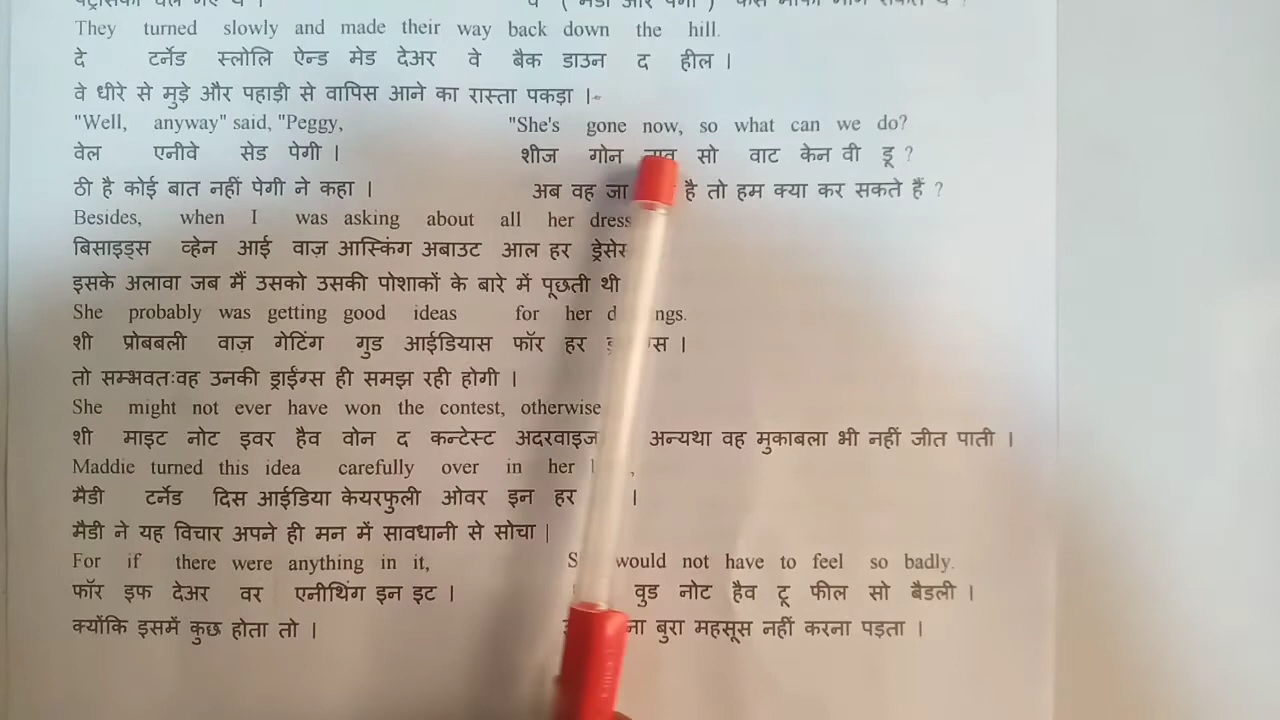 They turned slowly and made their way back down the hill.
दे टर्नेड स्लोलि ऐन्ड मेड देअर वे बैक डाउन द हील ।
वे धीरे से मुड़े और पहाड़ी से वापिस आने का रास्ता पकड़ा ।
"Well, anyway" said, "Peggy, "She's gone now, so what can we do?
वेल एनीवे सेड पेगी । शीज गोन सो वाट केन वी डू ?
ठी है कोई बात नहीं पेगी ने कहा । अब वह जा है तो हम क्या कर सकते हैं ?
Besides, when I was asking about all her
बिसाइड्स व्हेन आई वाज़ आस्किंग अबाउट आल हर
इसके अलावा जब मैं उसको उसकी पोशाकों के बारे में पूछती थी
She probably was getting good ideas for her
शी प्रोबबली वाज़ गेटिंग गुड आईडियास फॉर हर
तो सम्भवतःवह उनकी ड्राईंग्स ही समझ रही होगी ।
She might not ever have won the contest, otherwise
शी माइट नोट इवर हैव वोन द कन्टेस्ट अदरवाइज अन्यथा वह मुकाबला भी नहीं जीत पाती ।
Maddie turned this idea carefully over in her
मैडी टर्नेड दिस आईडिया केयरफुली ओवर इन हर ।
मैडी ने यह विचार अपने ही मन में सावधानी से सोचा |
For if there were anything in it, would not have to feel so badly.
फॉर इफ देअर वर एनीथिंग इन इट । वुड नोट हैव टू फील सो बैडली ।
क्योंकि इसमें कुछ होता तो । बुरा महसूस नहीं करना पड़ता ।